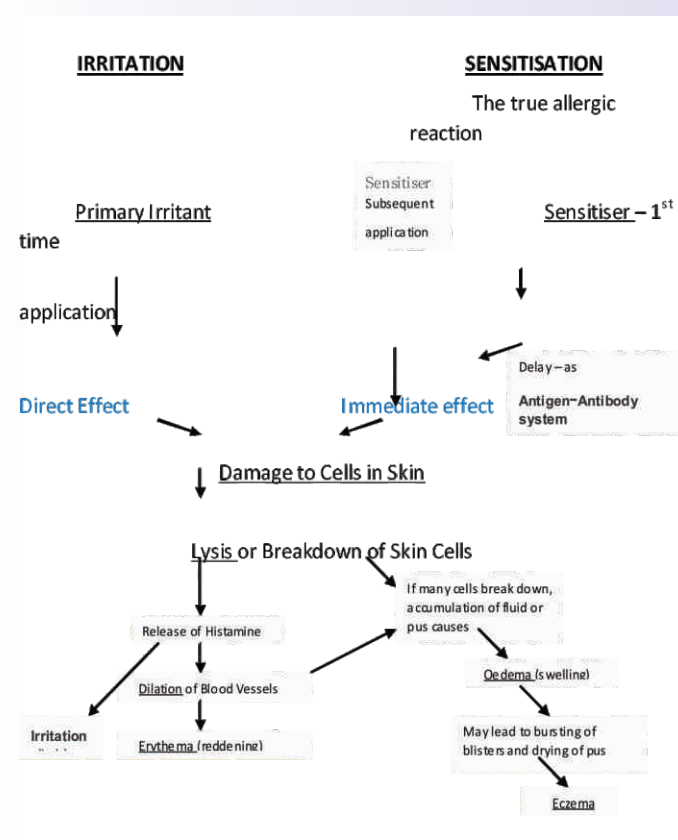 IRRITATION
SENSITISATION
The true allergic
reaction
Sensitiser
Subsequent
application
Primary Irritant
Sensitiser – 1st
time
application
Delay – as
Antigen-Antibody
system
Direct Effect
Immediate effect
Damage to Cells in Skin
Lysis or Breakdown of Skin Cells
If many cells break down,
accumulation of fluid or
pus causes
Release of Histamine
Oedema (swelling)
Dilation of Blood Vessels
Irritation
Erythema (reddening)
May lead to bursting of
blisters and drying of pus
Eczema